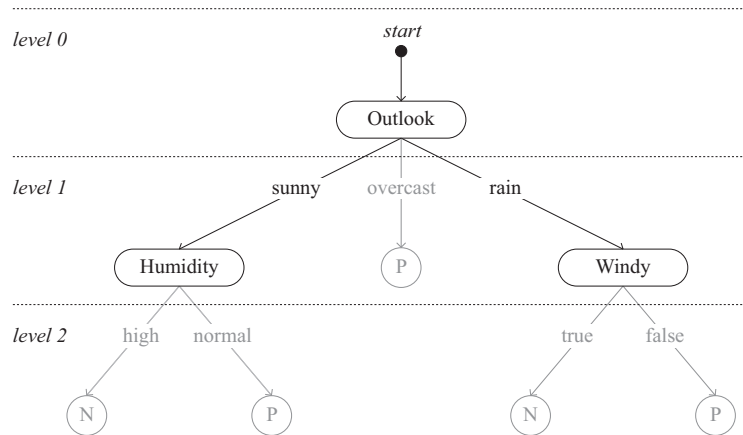 start
level 0
Outlook
level 1
sunny overcast rain
Humidity P Windy
level 2
high normal true false
N P N P